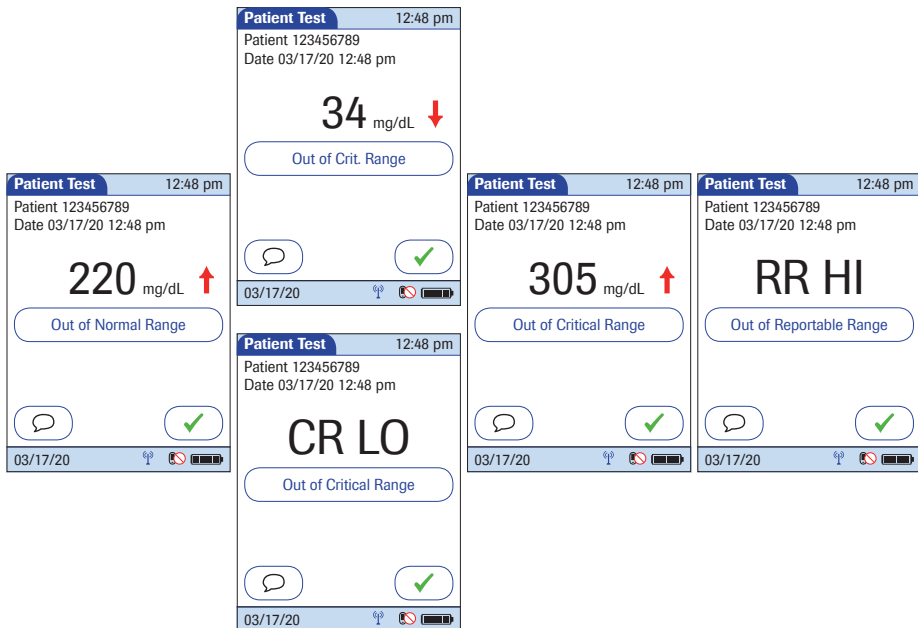 Patient Test 12:48 pm
Patient 123456789
Date 03/17/20 12:48 pm
220 mg/dL
Out of Normal Range
03/17/20
Patient Test 12:48 pm
Patient 123456789
Date 03/17/20 12:48 pm
34 mg/dL
Out of Crit. Range
03/17/20
Patient Test 12:48 pm
Patient 123456789
Date 03/17/20 12:48 pm
CR LO
Out of Critical Range
03/17/20
Patient Test 12:48 pm
Patient 123456789
Date 03/17/20 12:48 pm
305 mg/dL
Out of Critical Range
03/17/20
Patient Test 12:48 pm
Patient 123456789
Date 03/17/20 12:48 pm
RR HI
Out of Reportable Range
03/17/20